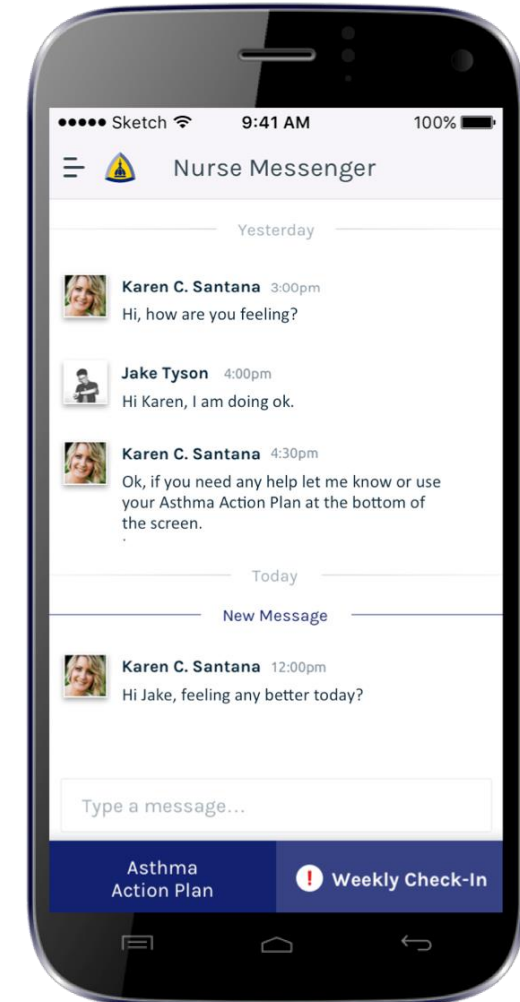 Sketch 9:41 AM 100%
Nurse Messenger
Yesterday
Karen C. Santana 3:00pm
Hi, how are you feeling?
Jake Tyson 4:00pm
Hi Karen, I am doing ok.
Karen C. Santana 4:30pm
Ok, if you need any help let me know or use
your Asthma Action Plan at the bottom of
the screen.
Today
New Message
Karen C. Santana 12:00pm
Hi Jake, feeling any better today?
Type a message...
Asthma
Action Plan
! Weekly Check-In